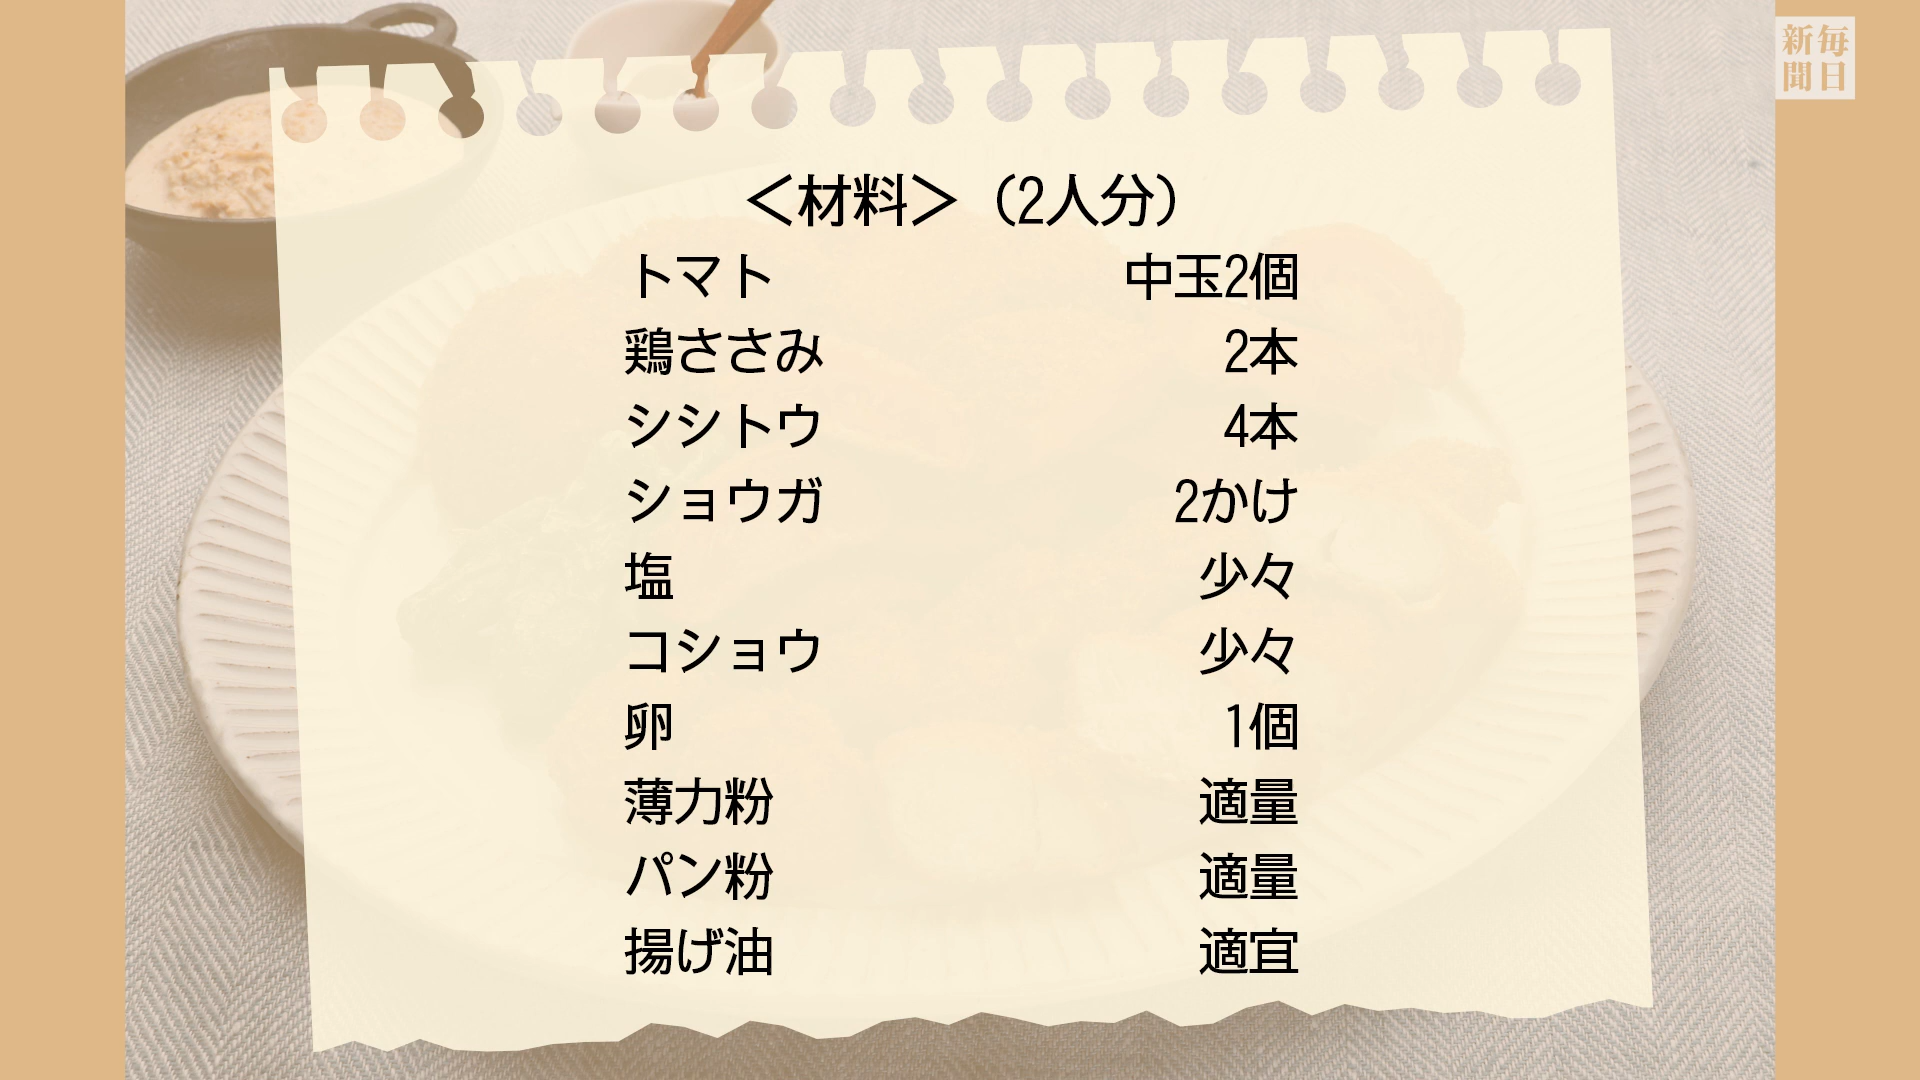 毎日
新聞
＜材料＞（2人分）
トマト 中玉2個
鶏ささみ 2本
シシトウ 4本
ショウガ 2かけ
塩 少々
コショウ 少々
卵 1個
薄力粉 適量
パン粉 適量
揚げ油 適宜